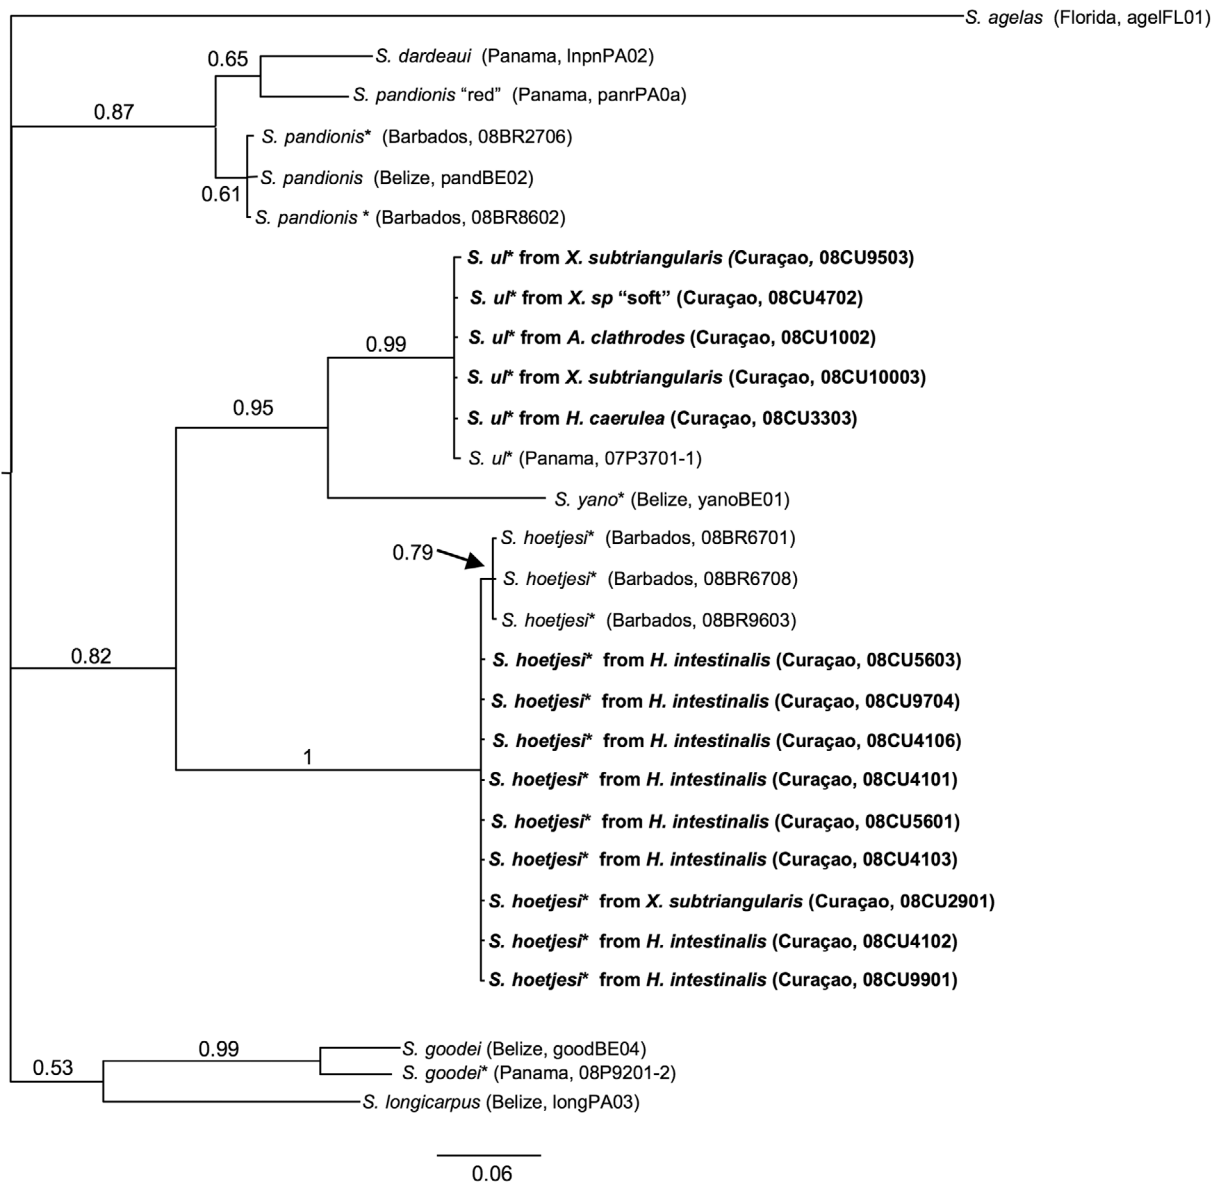 S. agelas (Florida, agelFL01)
0.65
S. dardeaui (Panama, lnpnPA02)
S. pandionis “red” (Panama, panrPA0a)
0.87
S. pandionis* (Barbados, 08BR2706)
S. pandionis (Belize, pandBE02)
0.61
S. pandionis * (Barbados, 08BR8602)
S. ul* from X. subtriangularis (Curaçao, 08CU9503)
S. ul* from X. sp “soft” (Curaçao, 08CU4702)
0.99
S. ul* from A. clathrodes (Curaçao, 08CU1002)
S. ul* from X. subtriangularis (Curaçao, 08CU10003)
0.95
S. ul* from H. caerulea (Curaçao, 08CU3303)
S. ul* (Panama, 07P3701-1)
S. yano* (Belize, yanoBE01)
S. hoetjesi* (Barbados, 08BR6701)
0.79
S. hoetjesi* (Barbados, 08BR6708)
S. hoetjesi* (Barbados, 08BR9603)
0.82
S. hoetjesi* from H. intestinalis (Curaçao, 08CU5603)
S. hoetjesi* from H. intestinalis (Curaçao, 08CU9704)
S. hoetjesi* from H. intestinalis (Curaçao, 08CU4106)
1
S. hoetjesi* from H. intestinalis (Curaçao, 08CU4101)
S. hoetjesi* from H. intestinalis (Curaçao, 08CU5601)
S. hoetjesi* from H. intestinalis (Curaçao, 08CU4103)
S. hoetjesi* from X. subtriangularis (Curaçao, 08CU2901)
S. hoetjesi* from H. intestinalis (Curaçao, 08CU4102)
S. hoetjesi* from H. intestinalis (Curaçao, 08CU9901)
0.99
S. goodei (Belize, goodBE04)
0.53
S. goodei* (Panama, 08P9201-2)
S. longicarpus (Belize, longPA03)
0.06